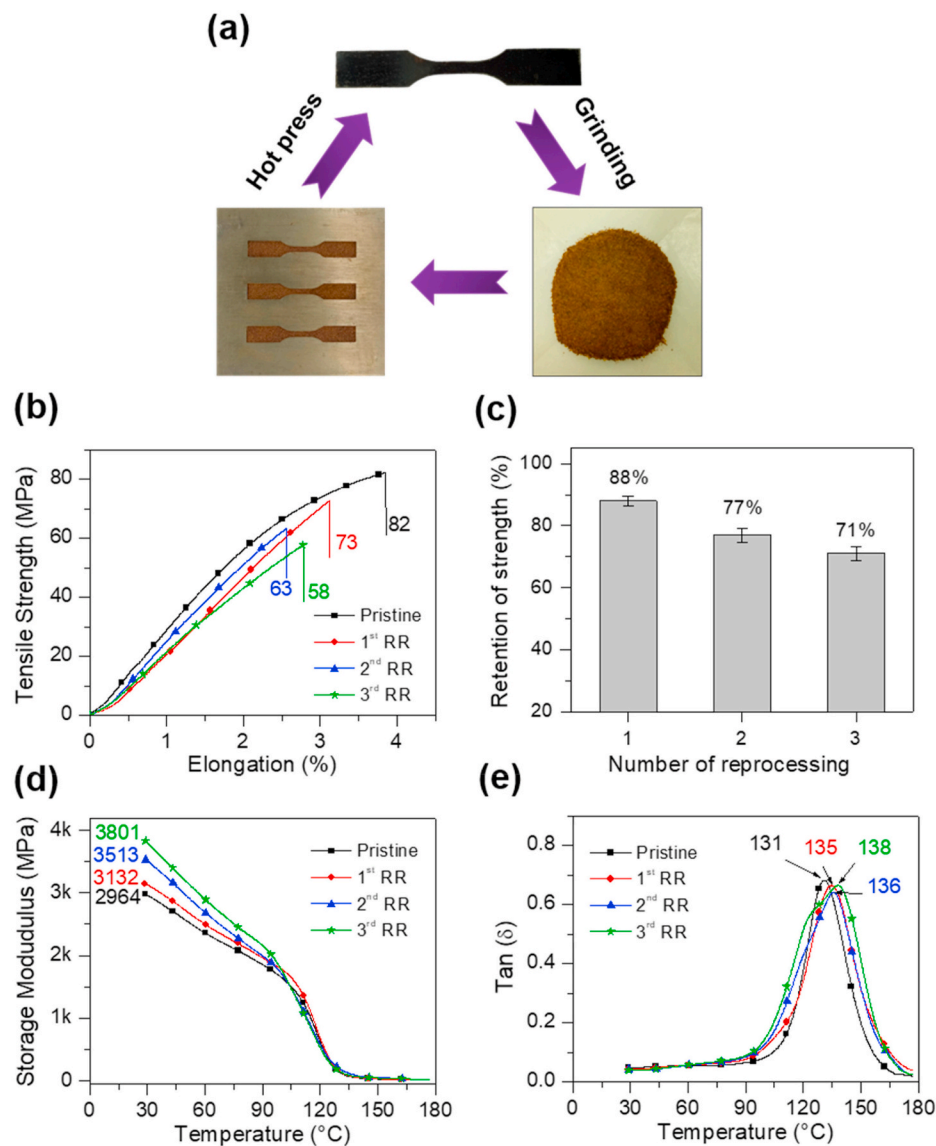 (a)
Hot press
Grinding
(b)
Tensile Strength (MPa)
80
60
40
20
0
82
73
63
58
Pristine
1st RR
2nd RR
3rd RR
0 1 2 3 4
Elongation (%)
(c)
Retention of strength (%)
100
80
60
40
20
88%
77%
71%
1 2 3
Number of reprocessing
(d)
Storage Modudulus (MPa)
4k
3k
2k
1k
0
3801
3513
3132
2964
Pristine
1st RR
2nd RR
3rd RR
0 30 60 90 120 150 180
Temperature (°C)
(e)
Tan (δ)
0.8
0.6
0.4
0.2
0.0
Pristine
1st RR
2nd RR
3rd RR
131 135 138
136
0 30 60 90 120 150 180
Temperature (°C)